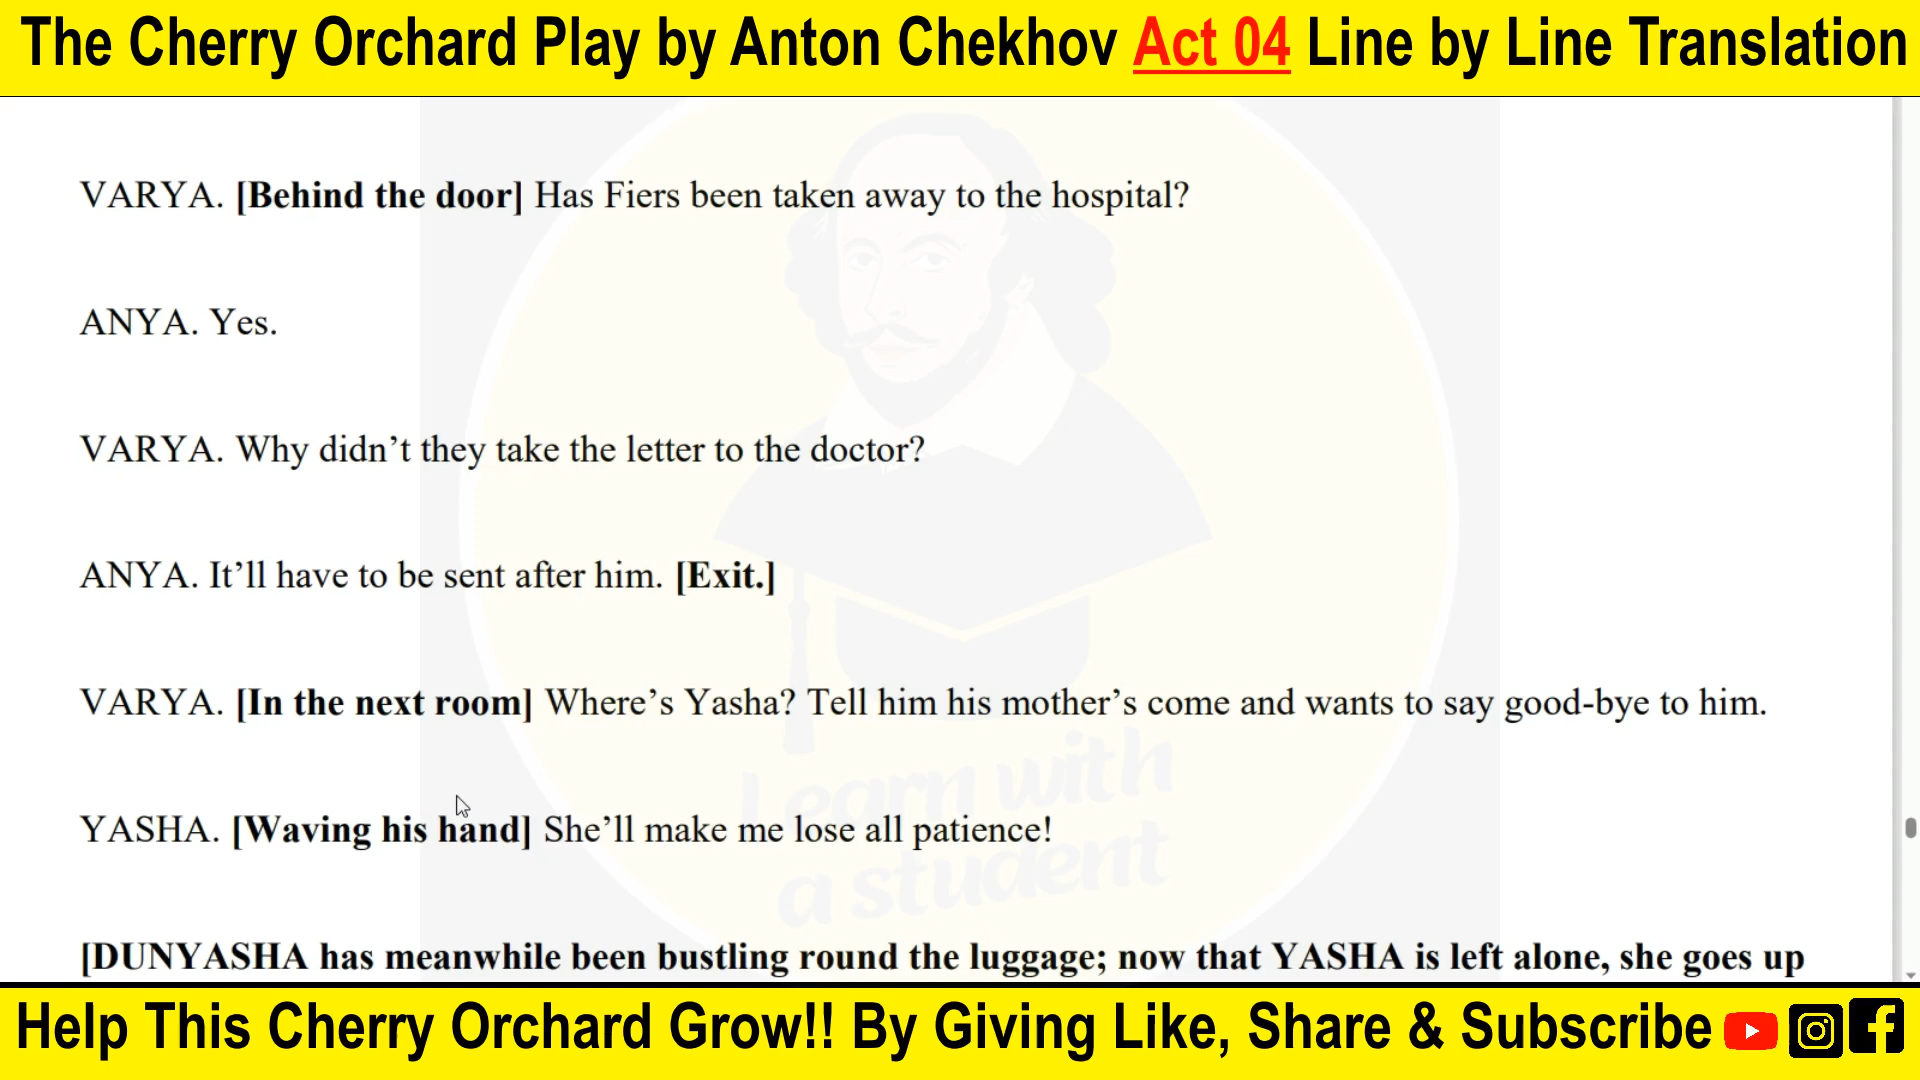 The Cherry Orchard Play by Anton Chekhov Act 04 Line by Line Translation
VARYA. [Behind the door] Has Fiers been taken away to the hospital?
ANYA. Yes.
VARYA. Why didn’t they take the letter to the doctor?
ANYA. It’ll have to be sent after him. [Exit.]
VARYA. [In the next room] Where’s Yasha? Tell him his mother’s come and wants to say good-bye to him.
Learn with
YASHA. [Waving his hand] She’ll make me lose all patience!
a student
[DUNYASHA has meanwhile been bustling round the luggage; now that YASHA is left alone, she goes up
Help This Cherry Orchard Grow!! By Giving Like, Share & Subscribe